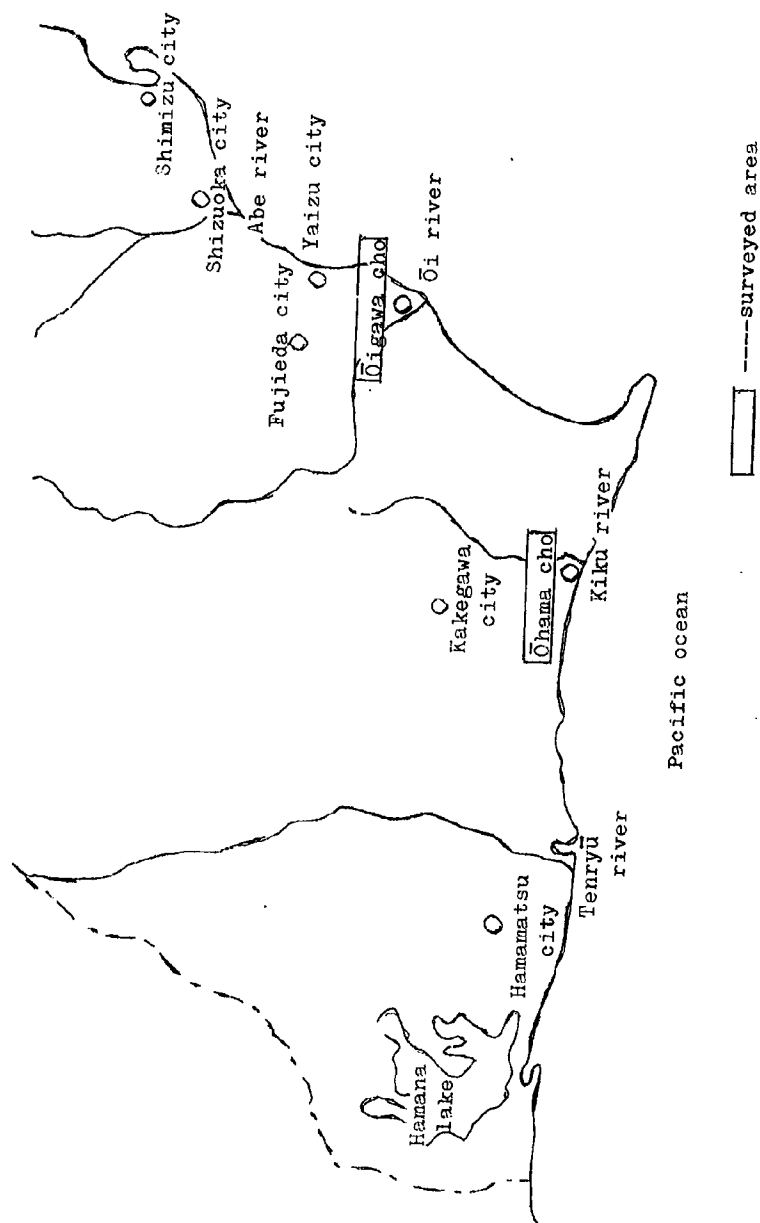 Shimizu city
Shizuoka city
Abe river
Yaizu city
Fujieda city
Ōigawa cho
Ōi river
Kakegawa
city
Ōhama cho
Kiku river
Pacific ocean
Hamamatsu
city
Tenryū
river
Hamana
lake
----surveyed area